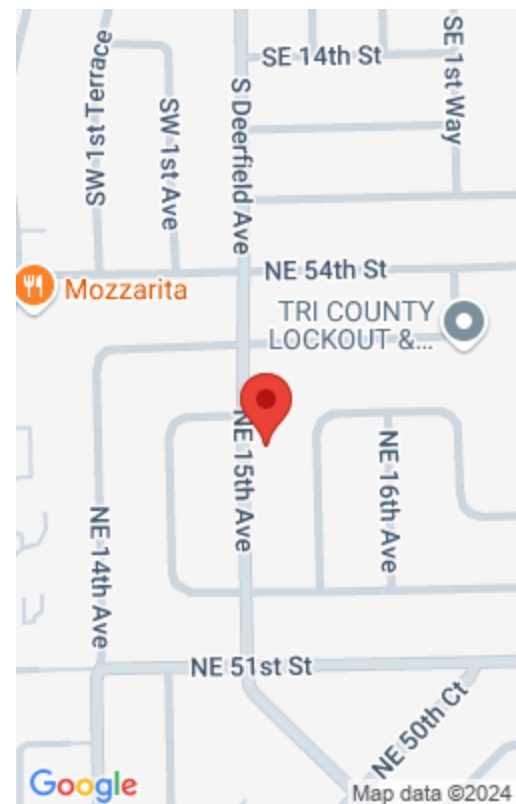 SE 14th St
SE 1st Way
SW 1st Terrace
SW 1st Ave
S Deerfield Ave
NE 54th St
Mozzarita
TRI COUNTY
LOCKOUT &...
NE 15th Ave
NE 16th Ave
NE 14th Ave
NE 51st St
NE 50th Ct
Google
Map data ©2024